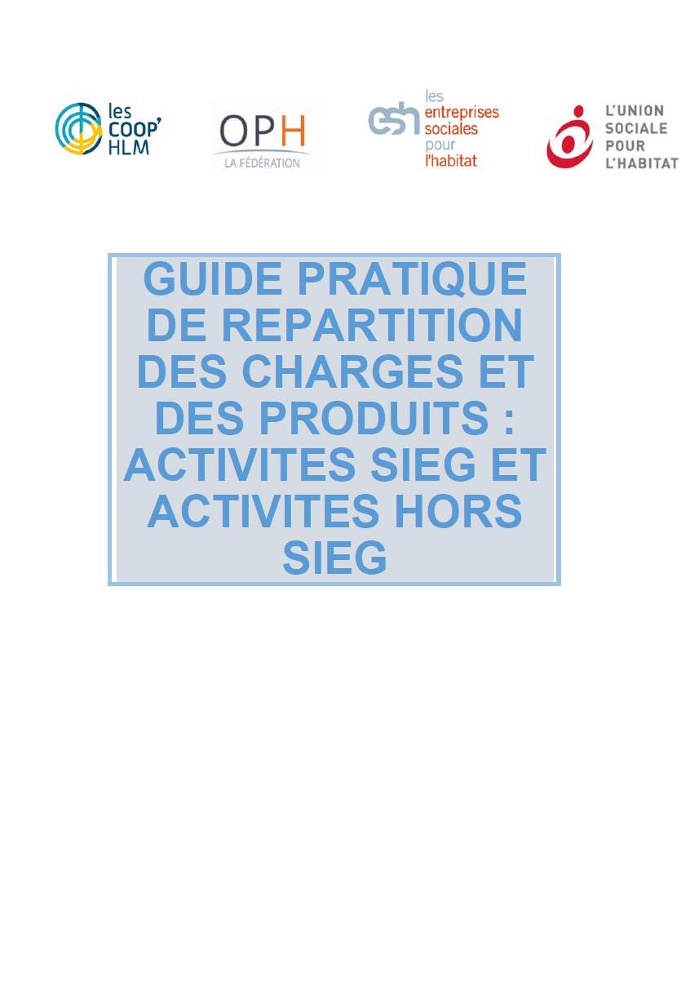 les
COOP'
HLM
OPH
LA FÉDÉRATION
esh
les
entreprises
sociales
pour
l'habitat
L'UNION
SOCIALE
POUR
L'HABITAT
GUIDE PRATIQUE
DE REPARTITION
DES CHARGES ET
DES PRODUITS :
ACTIVITES SIEG ET
ACTIVITES HORS
SIEG